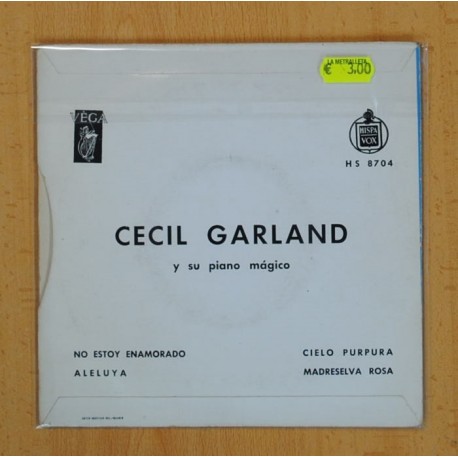 LA METRALLETA
€ 3,00
VÉGA
HISPA
VOX
HS 8704
CECIL GARLAND
y su piano mágico
NO ESTOY ENAMORADO
CIELO PURPURA
ALELUYA
MADRESELVA ROSA